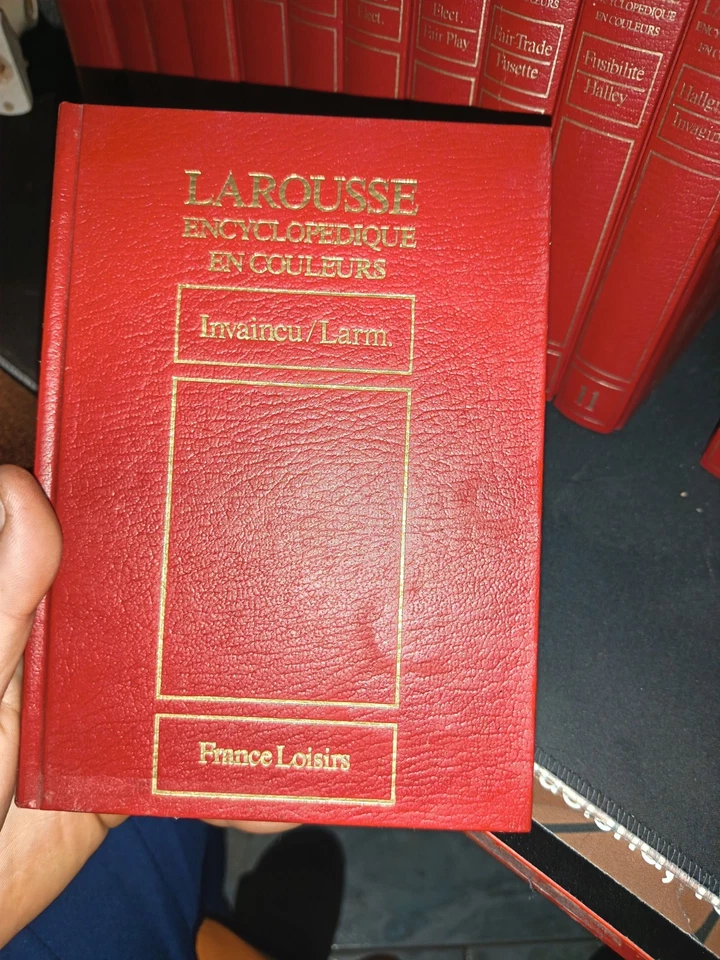 Elect.
Elect.
Fair Play
Fair Trade
Fusette
EN COULEURS
Fusibilité
Halley
11
LAROUSSE
ENCYCLOPEDIQUE
EN COULEURS
Invaincu/Larm.
France Loisirs